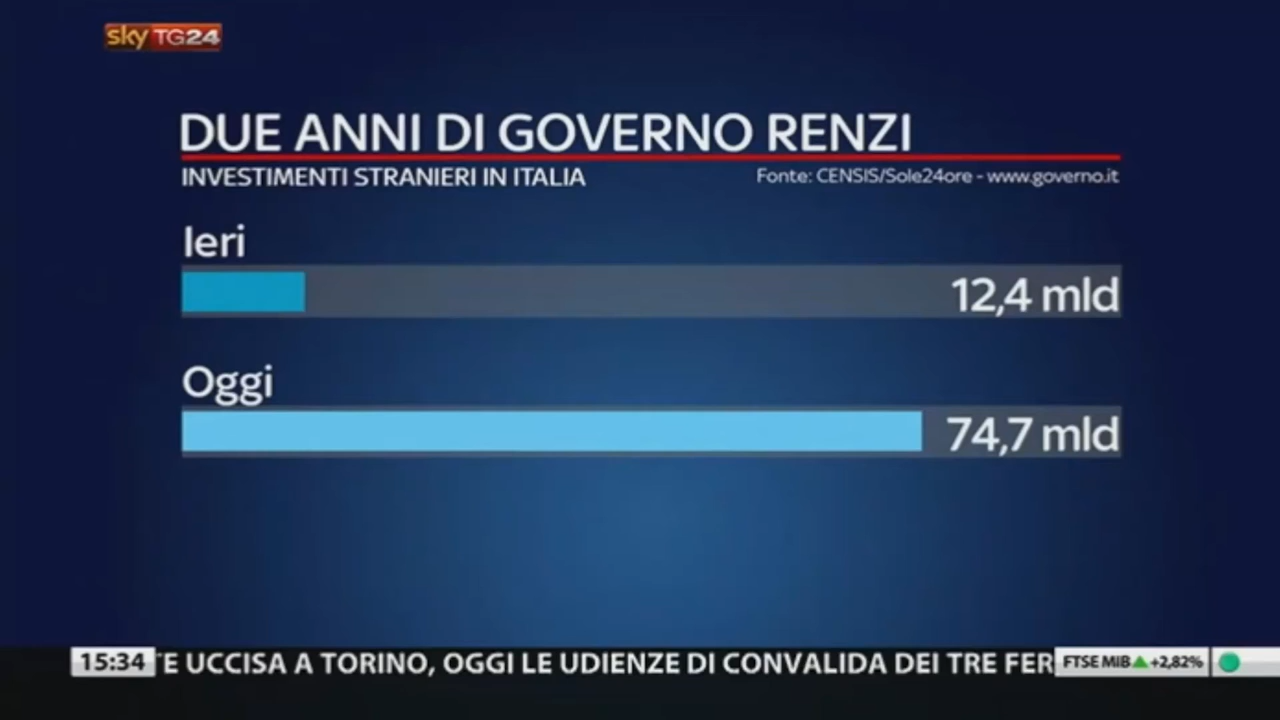 sky TG24
DUE ANNI DI GOVERNO RENZI
INVESTIMENTI STRANIERI IN ITALIA
Fonte: CENSIS/Sole24ore - www.governo.it
Ieri
12,4 mld
Oggi
74,7 mld
15:34
E UCCISA A TORINO, OGGI LE UDIENZE DI CONVALIDA DEI TRE FER
FTSE MIB▲+2,82%